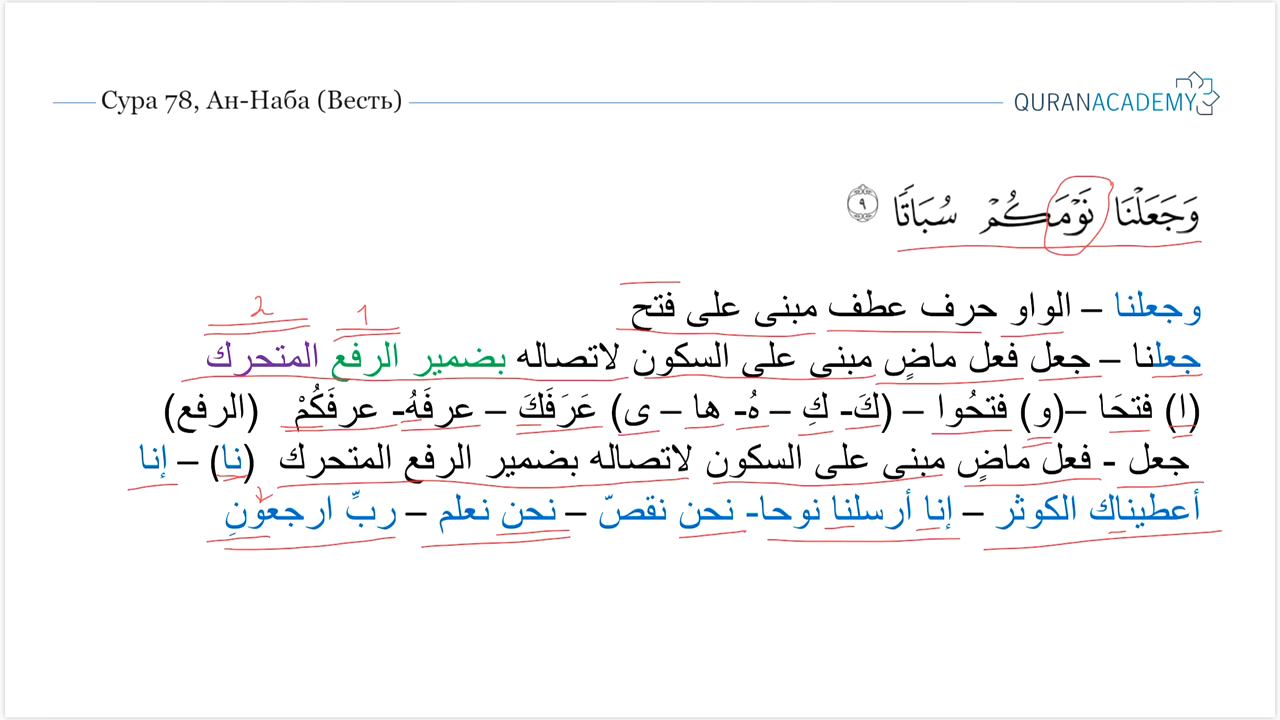 Сура 78, Ан-Наба (Весть)
QURANACADEMY
وَجَعَلْنَا نَوْمَكُمْ سُبَاتًا ٩
2 1
وجعلنا – الواو حرف عطف مبنى على فتح
جعلنا – جعل فعل ماضٍ مبنى على السكون لاتصاله بضمير الرفع المتحرك
(ا) فتحَا –(و) فتحُوا – (كَ- كِ – هُ- ها – ى) عَرَفَكَ – عرفَهُ- عرفَكُمْ (الرفع)
جعل - فعل ماضٍ مبنى على السكون لاتصاله بضمير الرفع المتحرك (نا) – إنا
أعطيناك الكوثر – إنا أرسلنا نوحا- نحن نقصّ – نحن نعلم – ربِّ ارجعونِ